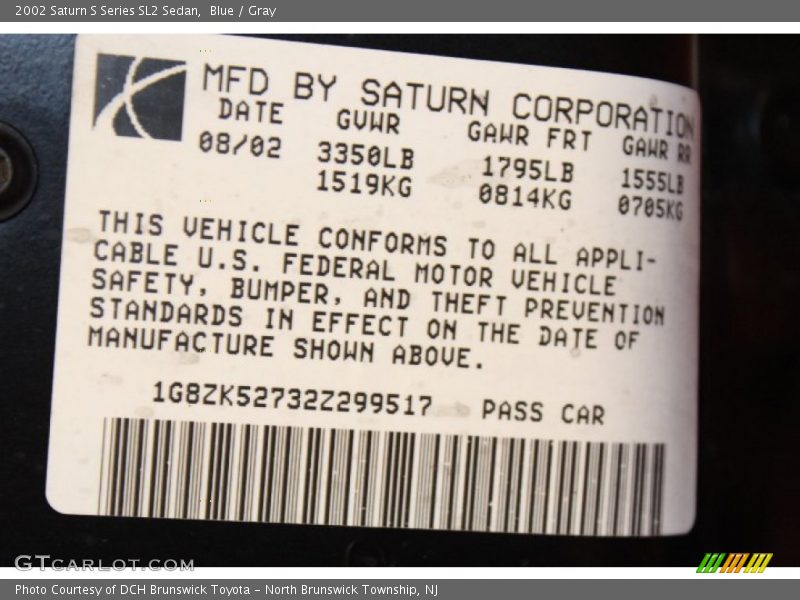 2002 Saturn S Series SL2 Sedan,  Blue / Gray
MFD BY SATURN CORPORATION
DATE GVWR GAWR FRT GAWR RR
08/02 3350LB 1795LB 1555LB
1519KG 0814KG 0705KG
THIS VEHICLE CONFORMS TO ALL APPLI-
CABLE U.S. FEDERAL MOTOR VEHICLE
SAFETY, BUMPER, AND THEFT PREVENTION
STANDARDS IN EFFECT ON THE DATE OF
MANUFACTURE SHOWN ABOVE.
1G8ZK52732Z299517 PASS CAR
GTCARLOT.COM
Photo Courtesy of DCH Brunswick Toyota – North Brunswick Township, NJ